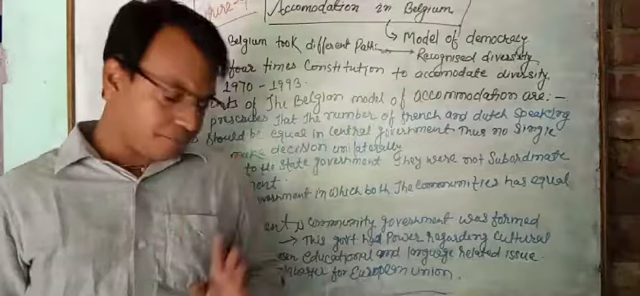 Accomodation in Belgium
Model of democracy
Belgium took different Path
Recognised diversity
four times Constitution to accomodate diversity
1970 - 1993.
of The Belgian model of accommodation are: -
That The number of french and dutch speaking
should be equal in central government Thus no single
make decision unilaterally
to The state government They were not subordinate
in which both The communities has equal
community government was formed
→ This govt had Power regarding cultural
Educational and language related issue.
for European union.